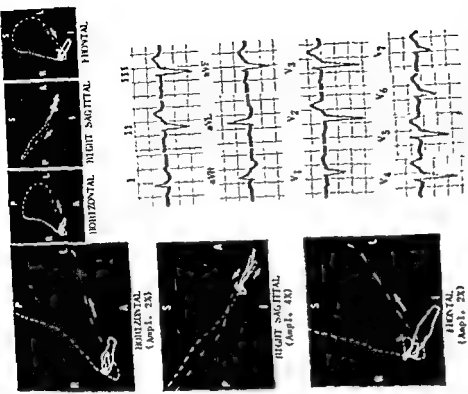 HORIZONTAL
RIGHT SAGITTAL
FRONTAL
HORIZONTAL
(Ampl. 2X)
RIGHT SAGITTAL
(Ampl. 4X)
FRONTAL
(Ampl. 2X)
I II III
aVR aVL aVF
V1 V2 V3
V4 V5 V6